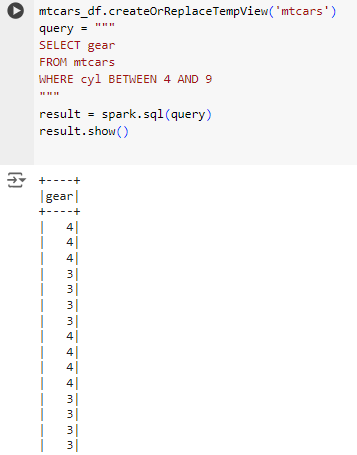 mtcars_df.createOrReplaceTempView('mtcars')
query = """
SELECT gear
FROM mtcars
WHERE cyl BETWEEN 4 AND 9
"""
result = spark.sql(query)
result.show()
+----+
|gear|
+----+
|   4|
|   4|
|   4|
|   3|
|   3|
|   3|
|   3|
|   4|
|   4|
|   4|
|   4|
|   3|
|   3|
|   3|
|   3|